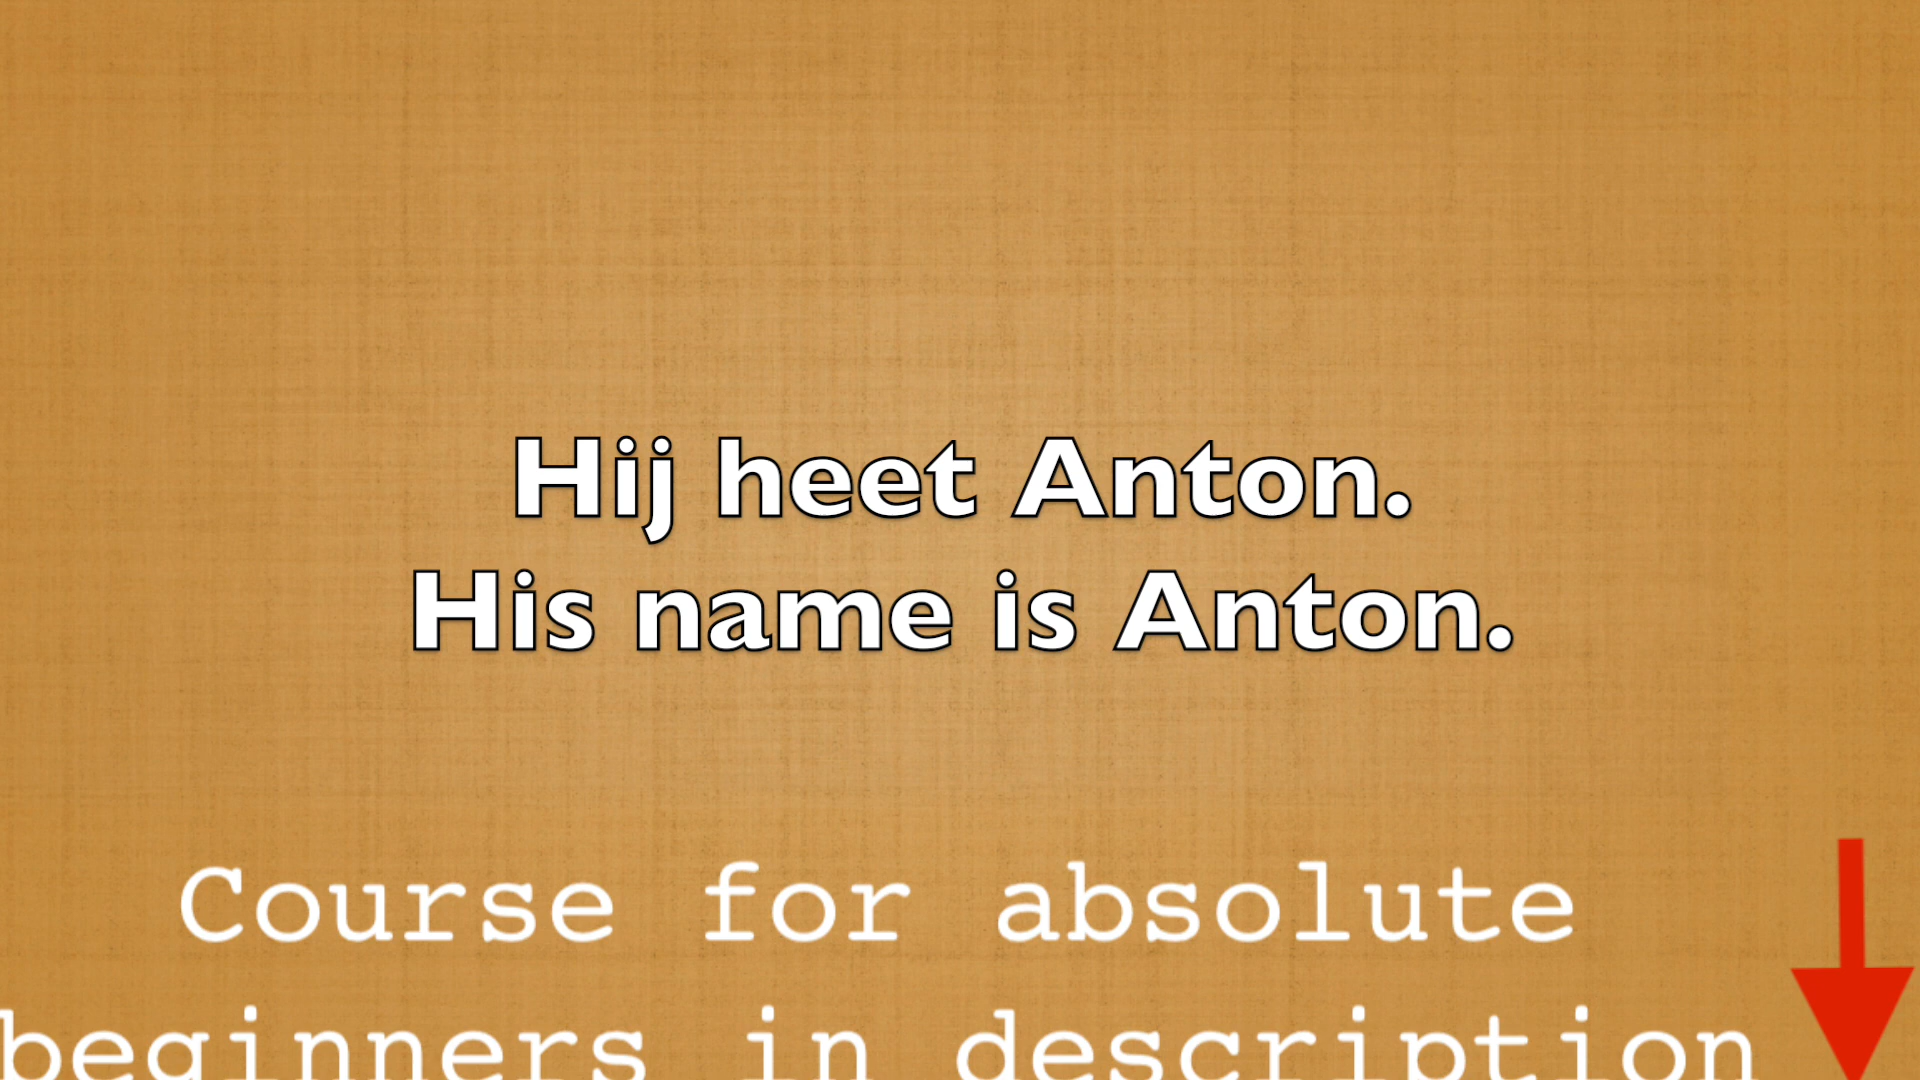 Hij heet Anton.
His name is Anton.
Course for absolute
beginners in description